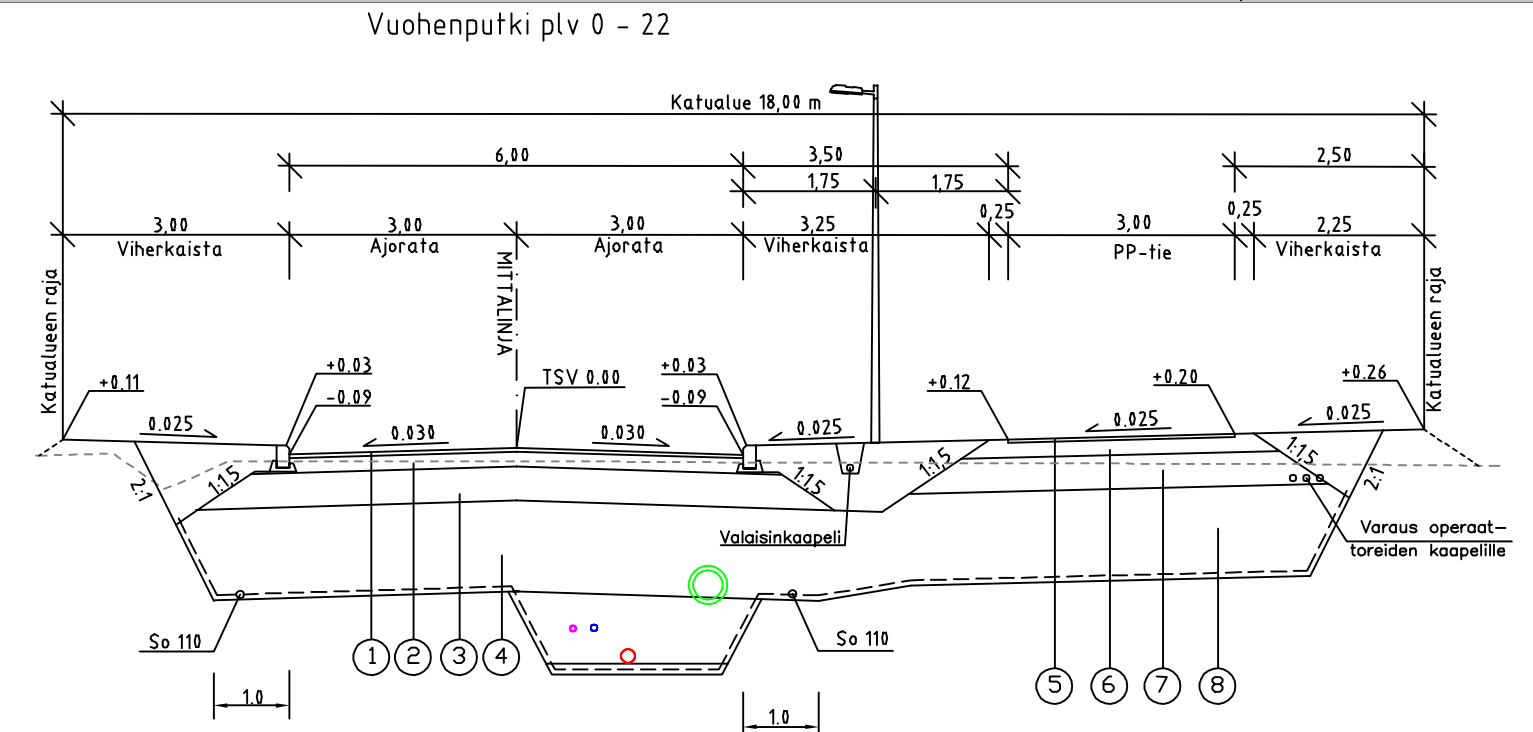 Vuohenputki plv 0 - 22
Katualue 18,00 m
6,00
3,50
2,50
1,75
1,75
3,00
3,00
3,00
3,25
0,25
3,00
0,25
2,25
Viherkaista
Ajorata
Ajorata
Viherkaista
PP-tie
Viherkaista
Katualueen raja
MITTALINJA
Katualueen raja
+0.11
+0.03
-0.09
TSV 0.00
+0.03
-0.09
+0.12
+0.20
+0.26
0.025
0.030
0.030
0.025
0.025
0.025
2:1
1:1,5
1:1,5
1:1,5
1:1,5
2:1
Valaisinkaapeli
Varaus operaat-
toreiden kaapelille
So 110
So 110
1
2
3
4
5
6
7
8
1.0
1.0